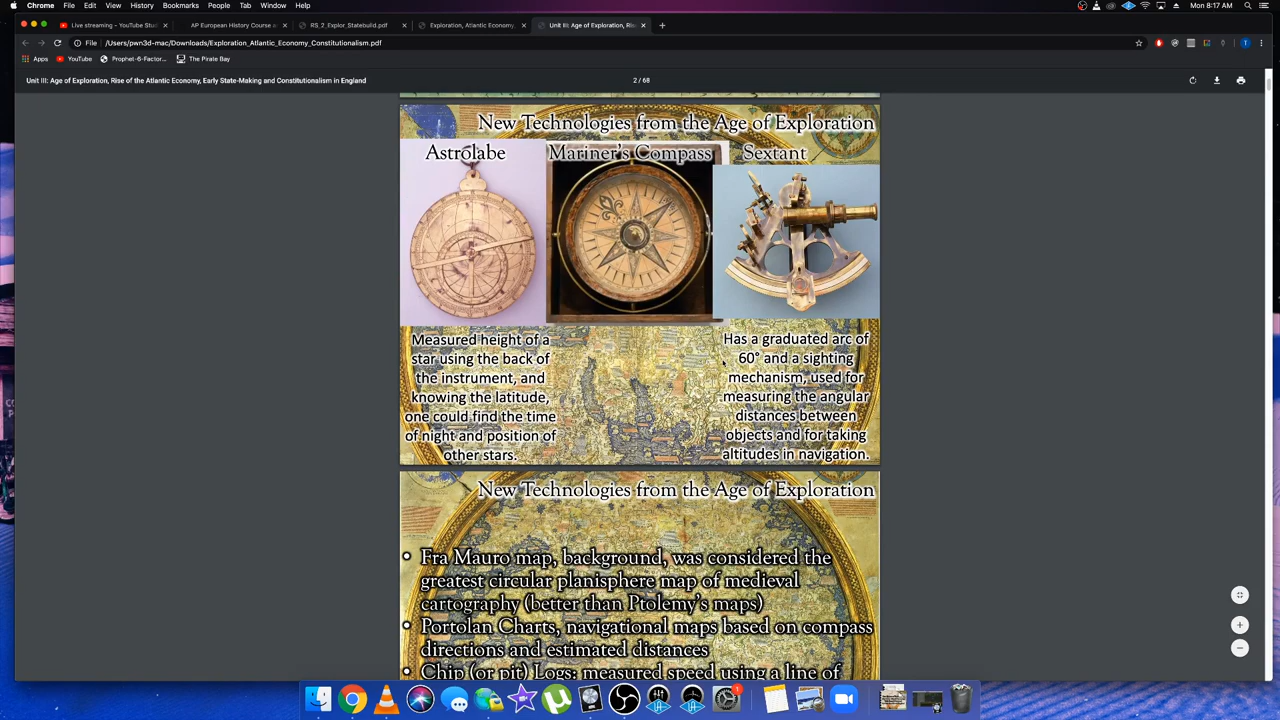 Chrome File Edit View History Bookmarks People Tab Window Help Mon 8:17 AM
Live streaming - YouTube Stu AP European History Course a RS_2_Explor_Statebuild.pdf Exploration, Atlantic Economy, Unit III: Age of Exploration, Ris
File /Users/pwn3d-mac/Downloads/Exploration_Atlantic_Economy_Constitutionalism.pdf
Apps YouTube Prophet-6-Factor... The Pirate Bay
Unit III: Age of Exploration, Rise of the Atlantic Economy, Early State-Making and Constitutionalism in England 2 / 68
New Technologies from the Age of Exploration
Astrolabe Mariner's Compass Sextant
Measured height of a
star using the back of
the instrument, and
knowing the latitude,
one could find the time
of night and position of
other stars.
Has a graduated arc of
60° and a sighting
mechanism, used for
measuring the angular
distances between
objects and for taking
altitudes in navigation.
New Technologies from the Age of Exploration
• Fra Mauro map, background, was considered the
greatest circular planisphere map of medieval
cartography (better than Ptolemy's maps)
• Portolan Charts, navigational maps based on compass
directions and estimated distances
• Chip (or pit) Logs: measured speed using a line of